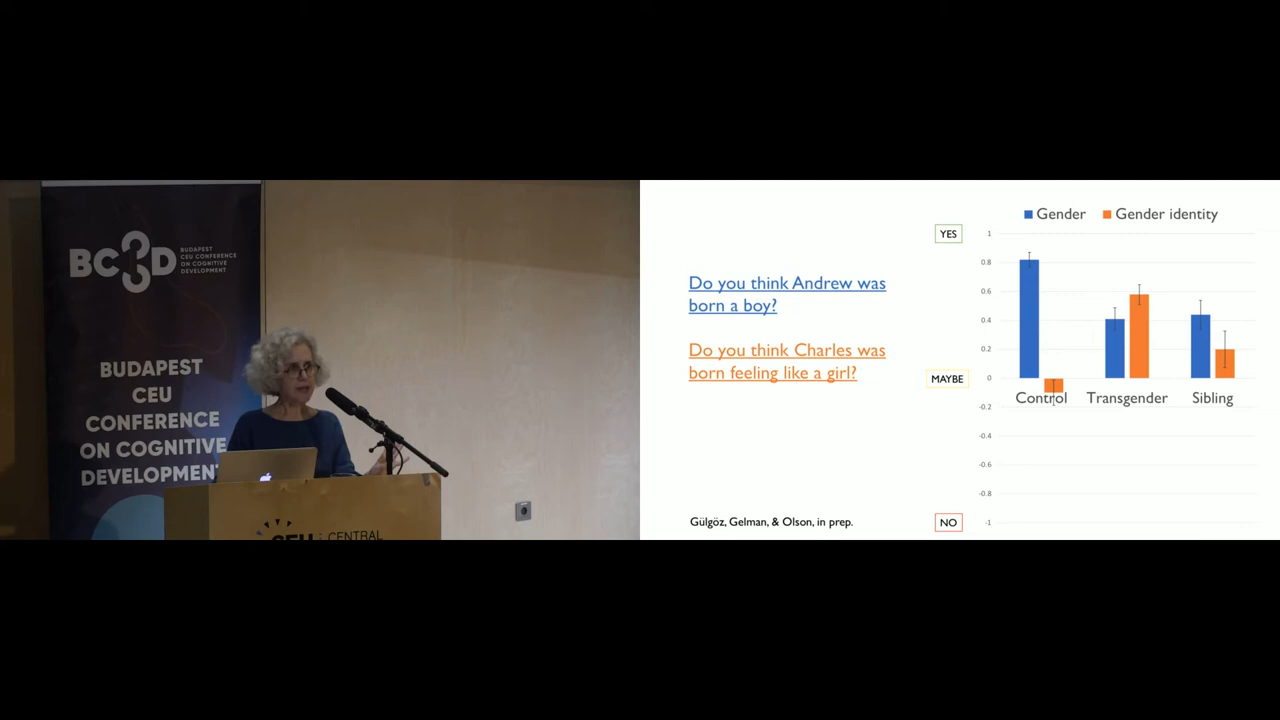 BC3D
BUDAPEST
CEU CONFERENCE
ON COGNITIVE
DEVELOPMENT
BUDAPEST
CEU
CONFERENCE
ON COGNITIVE
DEVELOPMENT
CEU
CENTRAL
Gender
Gender identity
YES
Do you think Andrew was
born a boy?
Do you think Charles was
born feeling like a girl?
MAYBE
NO
1
0.8
0.6
0.4
0.2
0
-0.2
-0.4
-0.6
-0.8
-1
Control
Transgender
Sibling
Gülgöz, Gelman, & Olson, in prep.